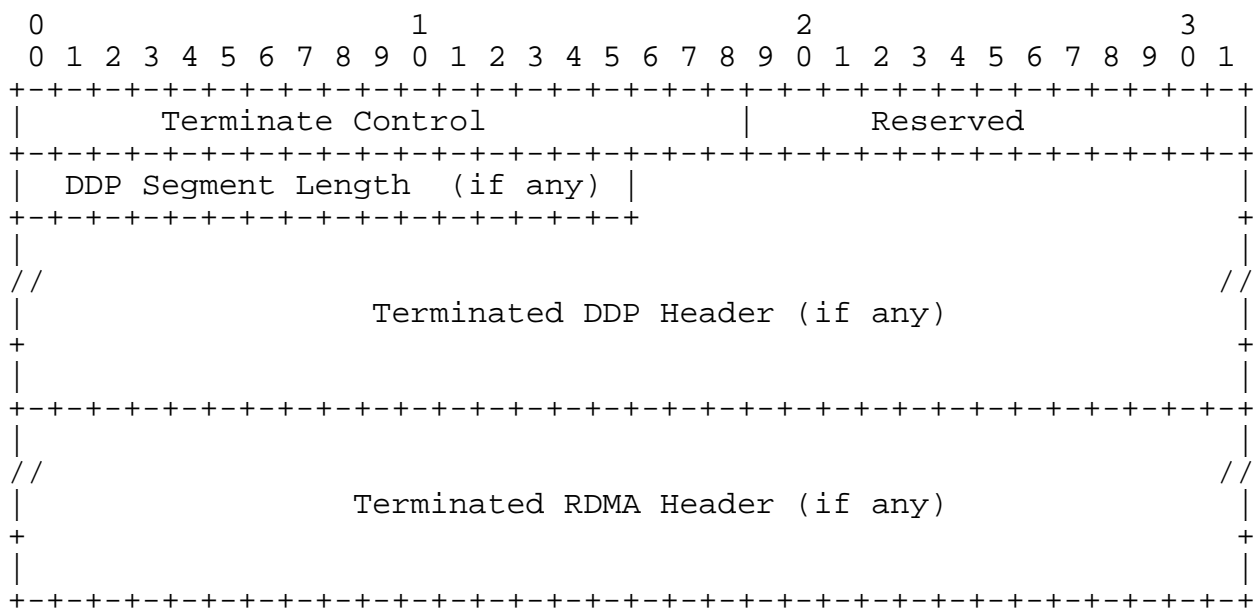 0                   1                   2                   3
 0 1 2 3 4 5 6 7 8 9 0 1 2 3 4 5 6 7 8 9 0 1 2 3 4 5 6 7 8 9 0 1
+-+-+-+-+-+-+-+-+-+-+-+-+-+-+-+-+-+-+-+-+-+-+-+-+-+-+-+-+-+-+-+-+
|       Terminate Control             |      Reserved           |
+-+-+-+-+-+-+-+-+-+-+-+-+-+-+-+-+-+-+-+-+-+-+-+-+-+-+-+-+-+-+-+-+
|  DDP Segment Length  (if any) |                               |
+-+-+-+-+-+-+-+-+-+-+-+-+-+-+-+-+                               +
|                                                               |
//                                                             //
|                  Terminated DDP Header (if any)               |
+                                                               +
|                                                               |
+-+-+-+-+-+-+-+-+-+-+-+-+-+-+-+-+-+-+-+-+-+-+-+-+-+-+-+-+-+-+-+-+
|                                                               |
//                                                             //
|                 Terminated RDMA Header (if any)               |
+                                                               +
|                                                               |
+-+-+-+-+-+-+-+-+-+-+-+-+-+-+-+-+-+-+-+-+-+-+-+-+-+-+-+-+-+-+-+-+